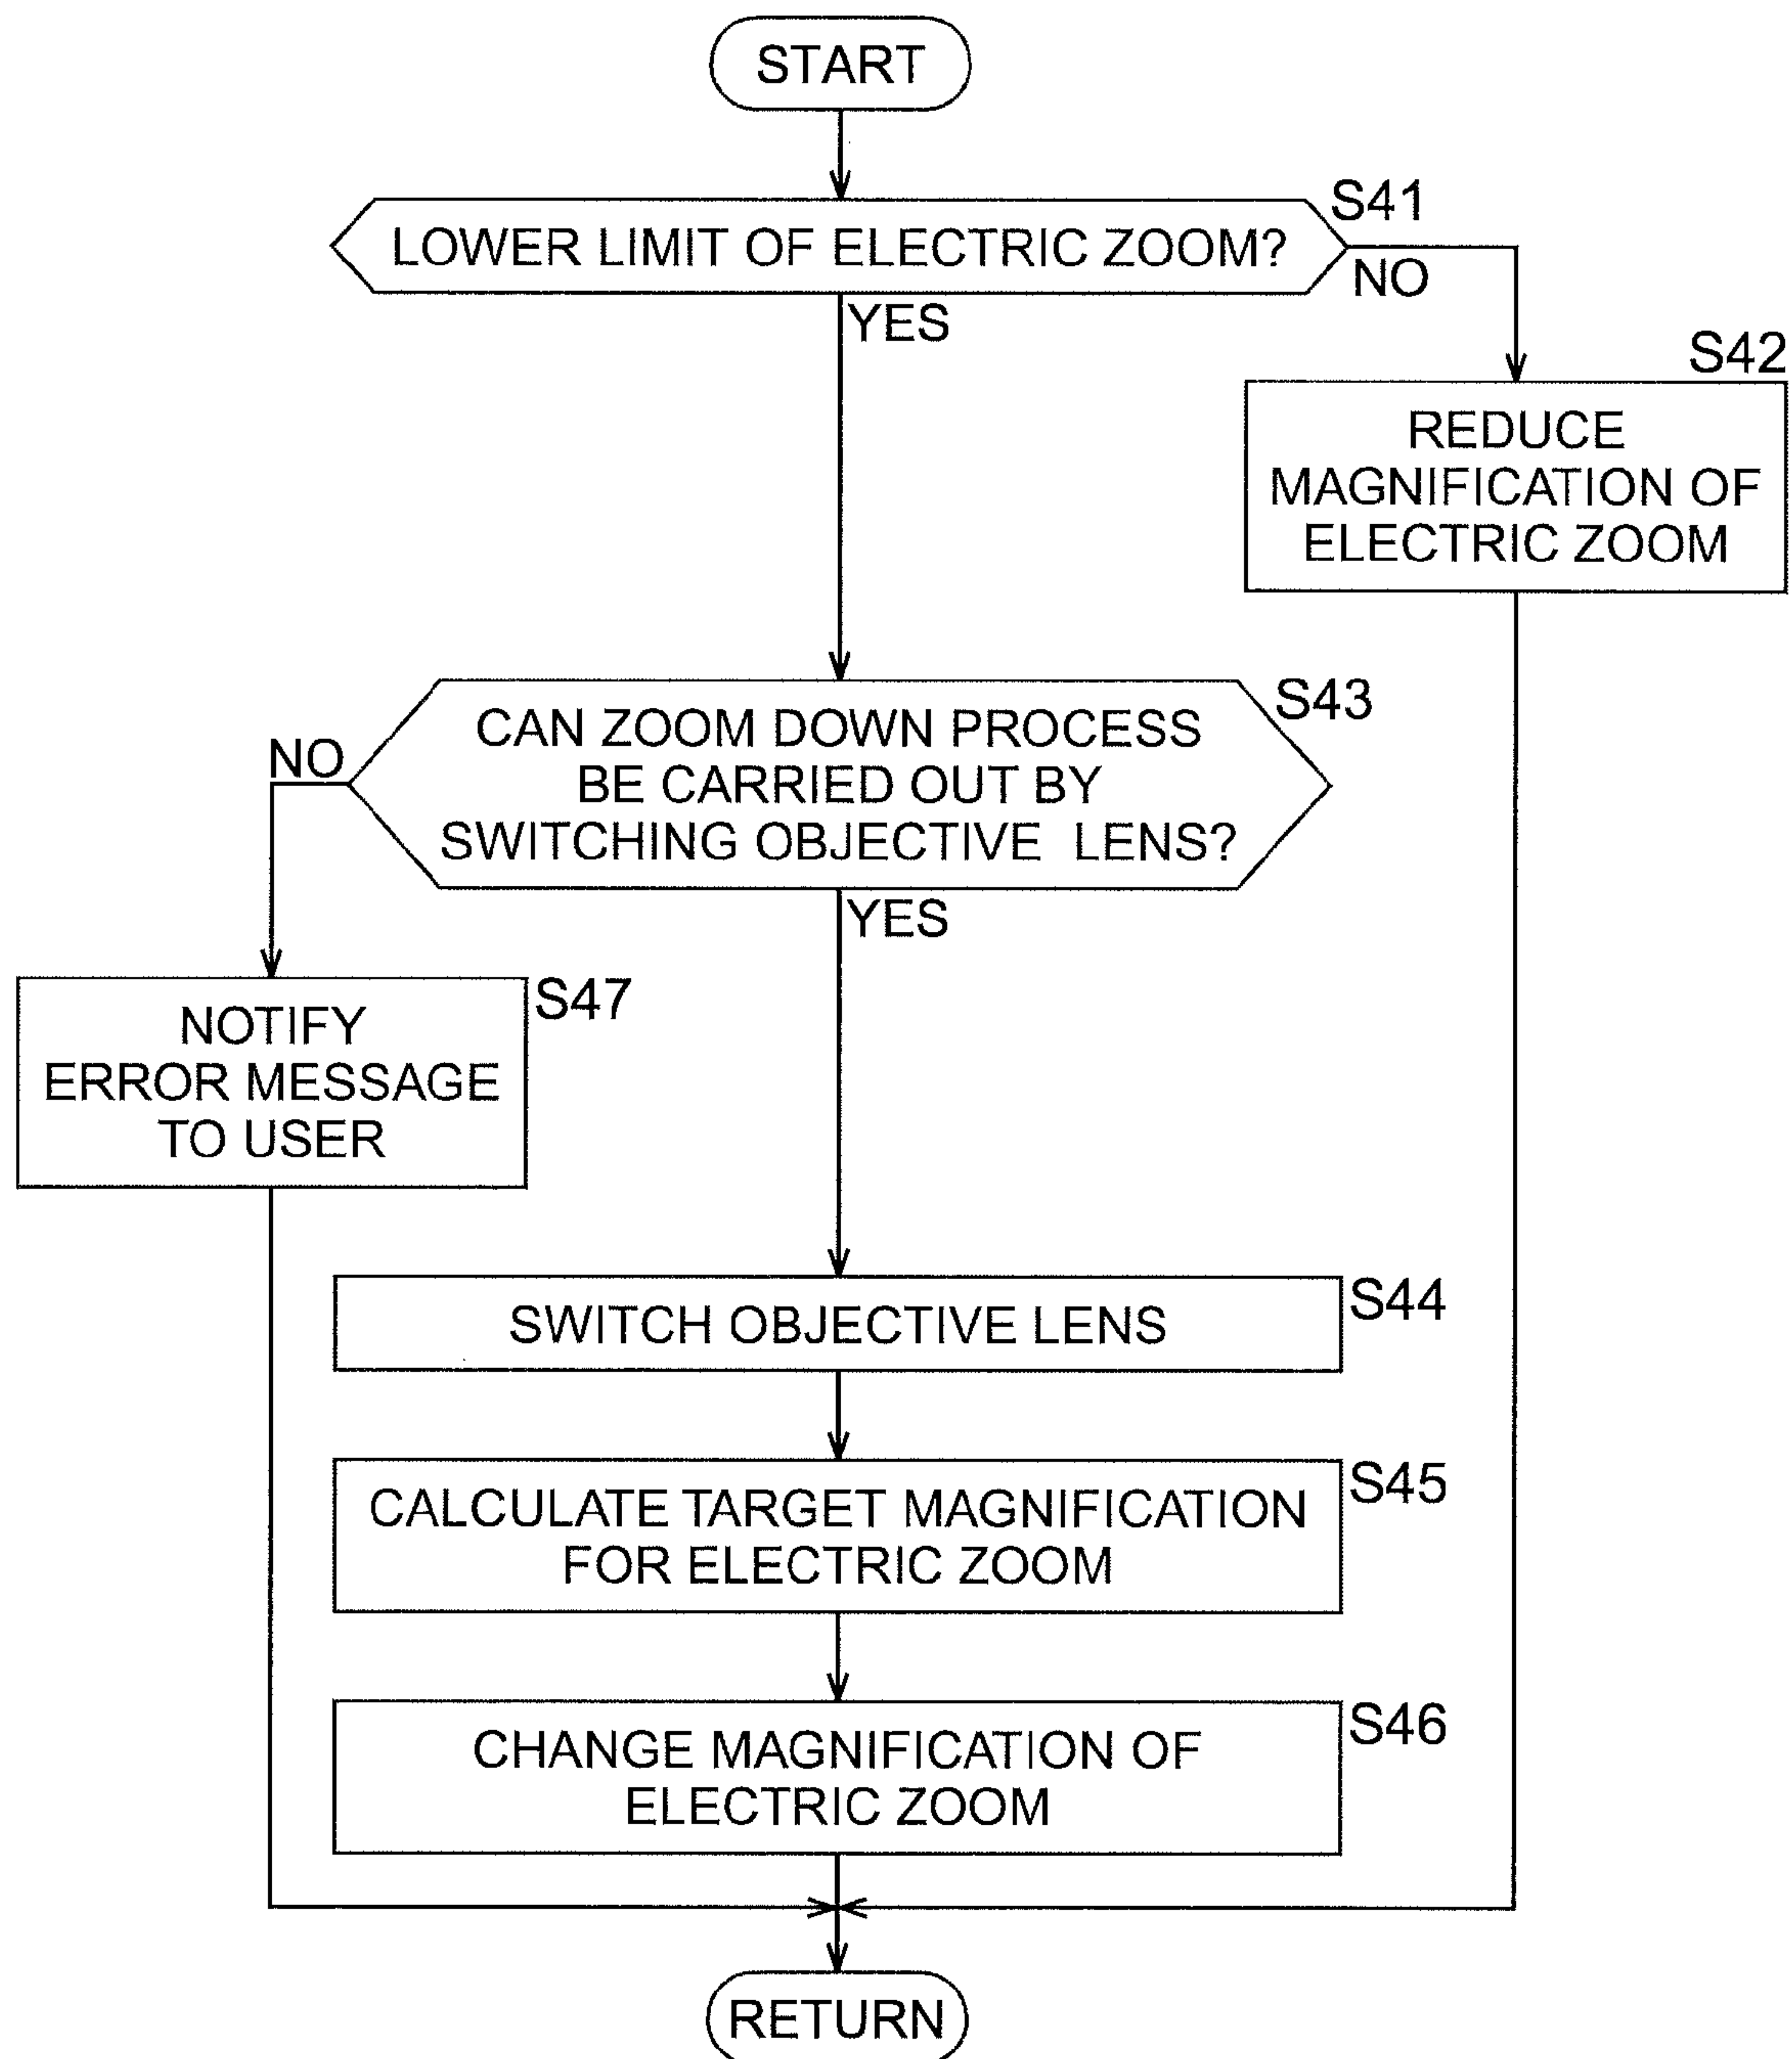 START
S41
LOWER LIMIT OF ELECTRIC ZOOM?
NO
YES
S42
REDUCE
MAGNIFICATION OF
ELECTRIC ZOOM
S43
CAN ZOOM DOWN PROCESS
BE CARRIED OUT BY
SWITCHING OBJECTIVE LENS?
NO
YES
S47
NOTIFY
ERROR MESSAGE
TO USER
S44
SWITCH OBJECTIVE LENS
S45
CALCULATE TARGET MAGNIFICATION
FOR ELECTRIC ZOOM
S46
CHANGE MAGNIFICATION OF
ELECTRIC ZOOM
RETURN